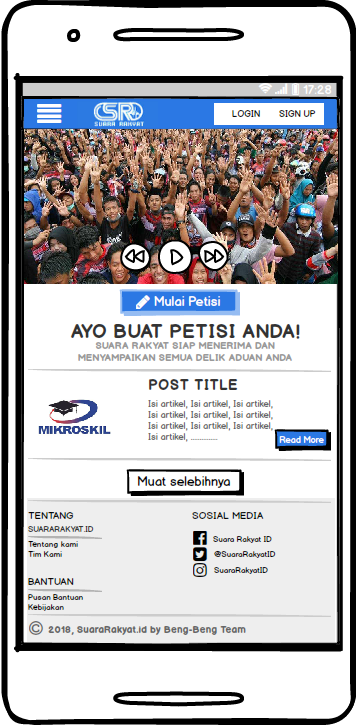 17:28
SR
SUARA RAKYAT
LOGIN SIGN UP
Mulai Petisi
AYO BUAT PETISI ANDA!
SUARA RAKYAT SIAP MENERIMA DAN
MENYAMPAIKAN SEMUA DELIK ADUAN ANDA
POST TITLE
Isi artikel, Isi artikel, Isi artikel,
Isi artikel, Isi artikel, Isi artikel,
Isi artikel, Isi artikel, Isi artikel,
Isi artikel, .............
MIKROSKIL
Read More
Muat selebihnya
TENTANG
SUARARAKYAT.ID
Tentang kami
Tim Kami
BANTUAN
Pusan Bantuan
Kebijakan
SOSIAL MEDIA
Suara Rakyat ID
@SuaraRakyatID
SuaraRakyatID
© 2018, SuaraRakyat.id by Beng-Beng Team